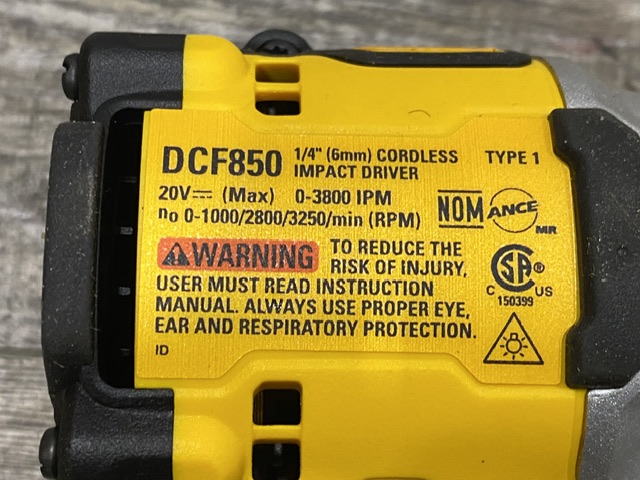 DCF850 1/4" (6mm) CORDLESS IMPACT DRIVER TYPE 1
20V⎓ (Max) 0-3800 IPM
no 0-1000/2800/3250/min (RPM)
NOM ANCE MR
⚠WARNING TO REDUCE THE RISK OF INJURY,
USER MUST READ INSTRUCTION
MANUAL. ALWAYS USE PROPER EYE,
EAR AND RESPIRATORY PROTECTION.
CSA®
C US
150399
ID